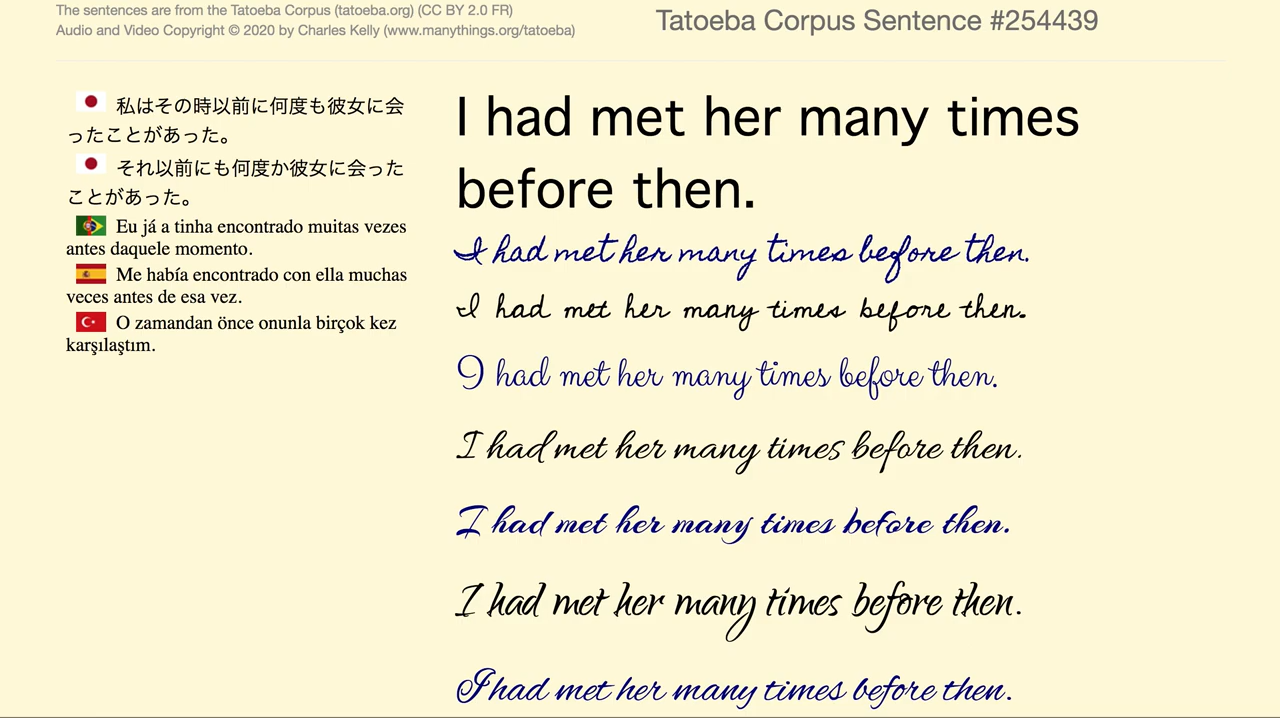 The sentences are from the Tatoeba Corpus (tatoeba.org) (CC BY 2.0 FR)
Audio and Video Copyright © 2020 by Charles Kelly (www.manythings.org/tatoeba)
Tatoeba Corpus Sentence #254439
私はその時以前に何度も彼女に会
ったことがあった。
それ以前にも何度か彼女に会った
ことがあった。
Eu já a tinha encontrado muitas vezes
antes daquele momento.
Me había encontrado con ella muchas
veces antes de esa vez.
O zamandan önce onunla birçok kez
karşılaştım.
I had met her many times
before then.
I had met her many times before then.
I had met her many times before then.
I had met her many times before then.
I had met her many times before then.
I had met her many times before then.
I had met her many times before then.
I had met her many times before then.